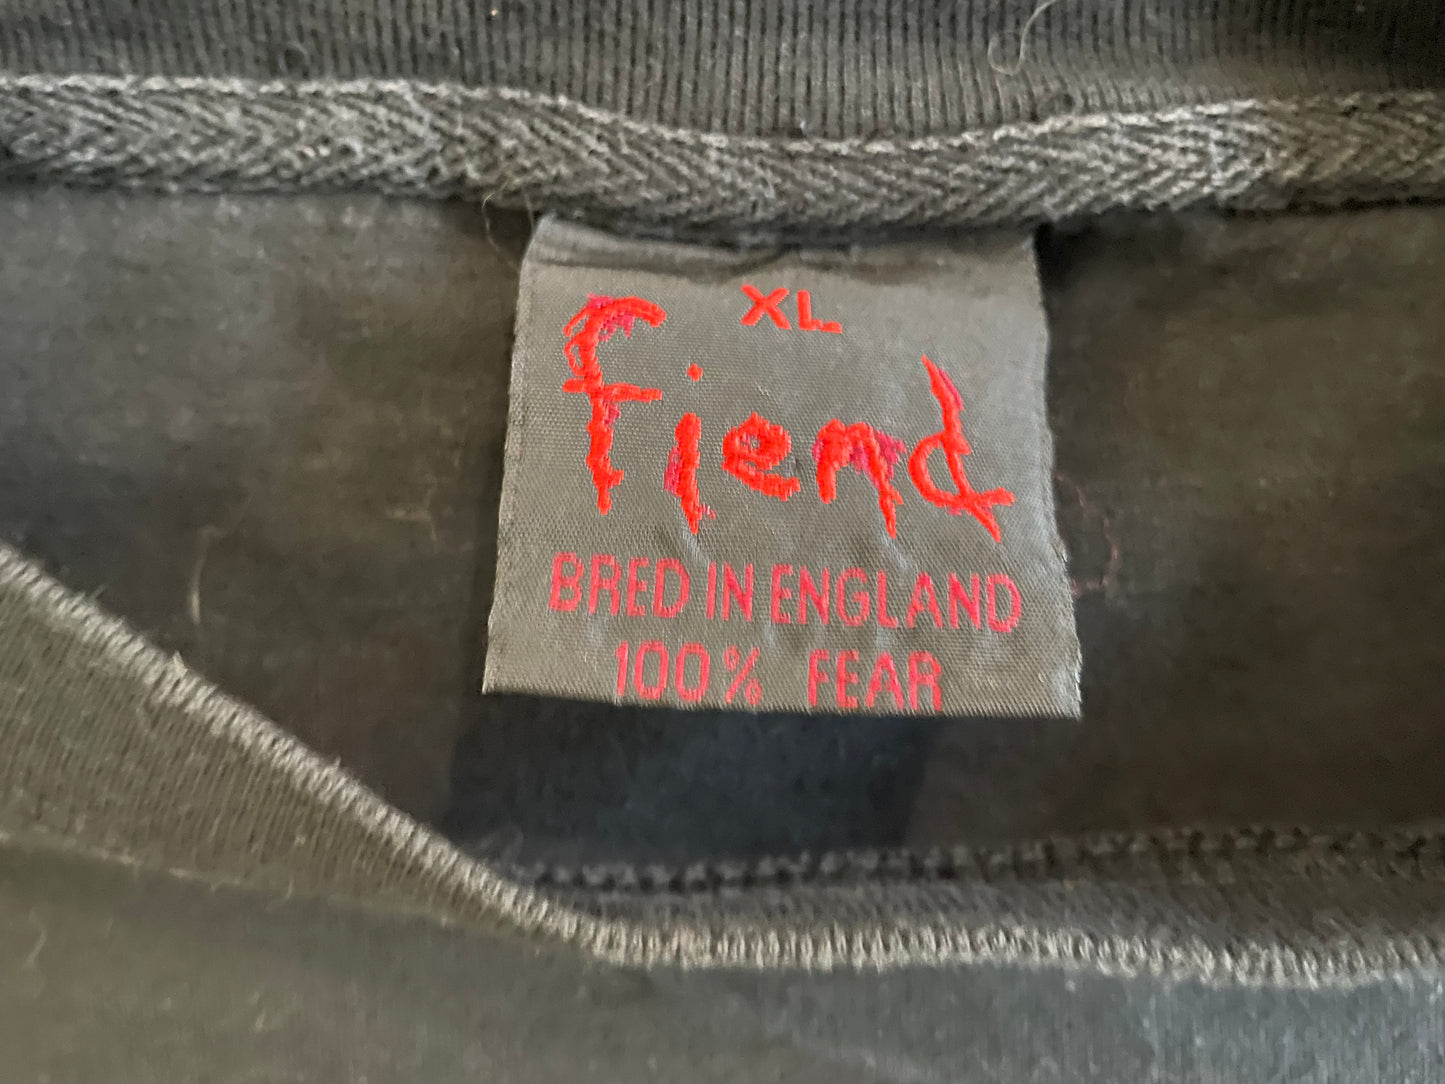 XL
Fiend
BRED IN ENGLAND
100% FEAR